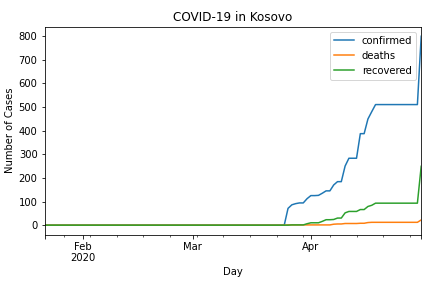 COVID-19 in Kosovo
confirmed
deaths
recovered
Number of Cases
800
700
600
500
400
300
200
100
0
Feb
2020
Mar
Apr
Day